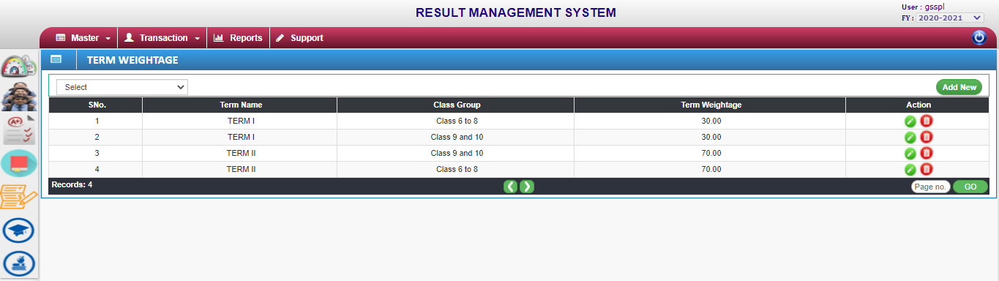 RESULT MANAGEMENT SYSTEM
User : gsspl
FY : 2020-2021
Master Transaction Reports Support
TERM WEIGHTAGE
Select Add New
SNo. Term Name Class Group Term Weightage Action
1 TERM I Class 6 to 8 30.00
2 TERM I Class 9 and 10 30.00
3 TERM II Class 9 and 10 70.00
4 TERM II Class 6 to 8 70.00
Records: 4 Page no. GO
A+